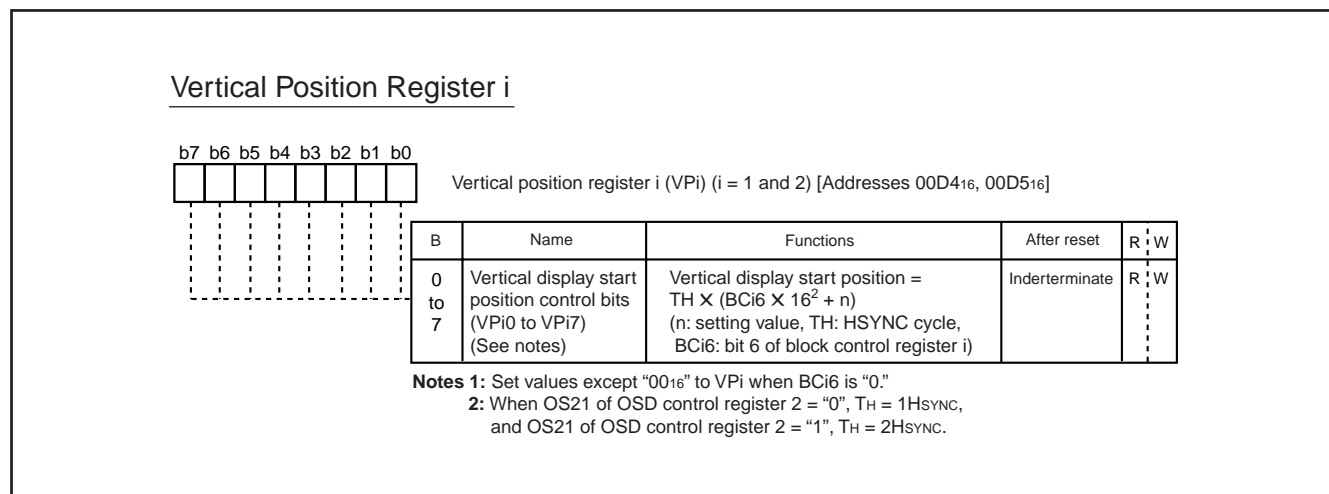 Vertical Position Register i
b7 b6 b5 b4 b3 b2 b1 b0
Vertical position register i (VPi) (i = 1 and 2) [Addresses 00D4₁₆, 00D5₁₆]
B Name Functions After reset R W
0 to 7
Vertical display start
position control bits
(VPi0 to VPi7)
(See notes)
Vertical display start position =
TH X (BCi6 X 16² + n)
(n: setting value, TH: HSYNC cycle,
BCi6: bit 6 of block control register i)
Inderterminate R W
Notes 1: Set values except “00₁₆” to VPi when BCi6 is “0.”
2: When OS21 of OSD control register 2 = “0”, TH = 1HSYNC,
and OS21 of OSD control register 2 = “1”, TH = 2HSYNC.